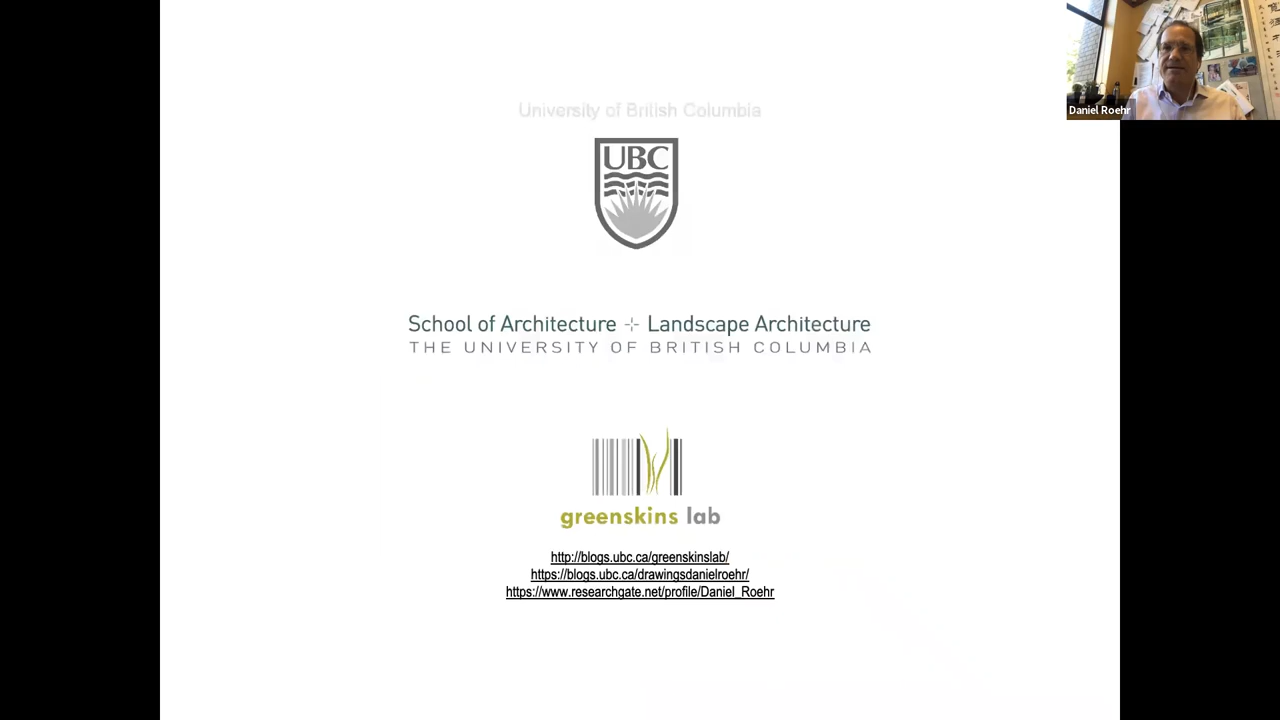 University of British Columbia
UBC
School of Architecture + Landscape Architecture
THE UNIVERSITY OF BRITISH COLUMBIA
greenskins lab
http://blogs.ubc.ca/greenskinslab/
https://blogs.ubc.ca/drawingsdanielroehr/
https://www.researchgate.net/profile/Daniel_Roehr
Daniel Roehr